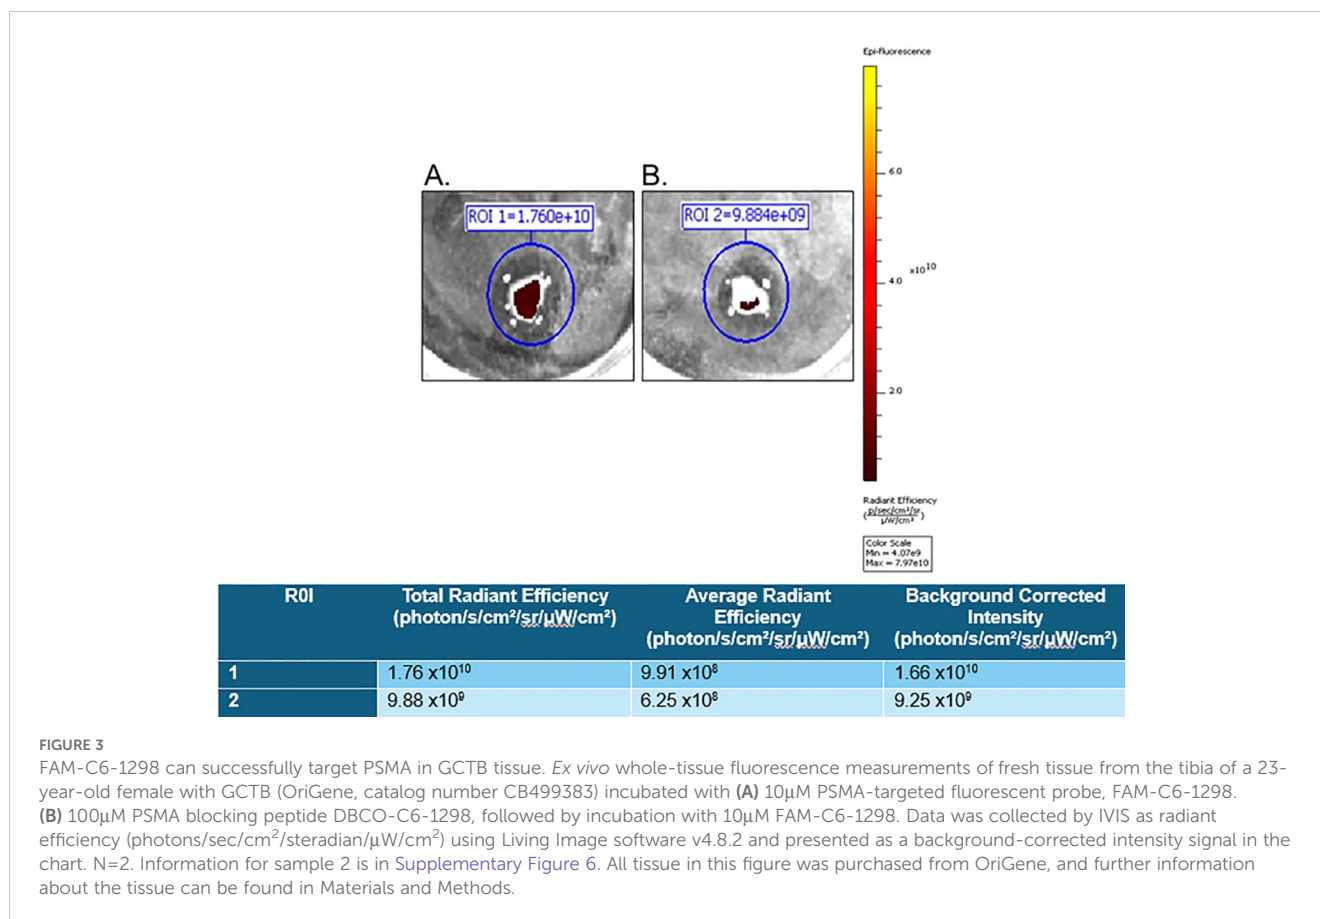 Epi-fluorescence
A.
B.
ROI 1=1.760e+10
ROI 2=9.884e+09
6.0
4.0
x10¹⁰
2.0
Radiant Efficiency
(p/sec/cm²/sr
µW/cm²)
Color Scale
Min = 4.07e9
Max = 7.97e10
R0I
Total Radiant Efficiency
(photon/s/cm²/sr/µW/cm²)
Average Radiant
Efficiency
(photon/s/cm²/sr/µW/cm²)
Background Corrected
Intensity
(photon/s/cm²/sr/µW/cm²)
1 1.76 x10¹⁰ 9.91 x10⁸ 1.66 x10¹⁰
2 9.88 x10⁹ 6.25 x10⁸ 9.25 x10⁹
FIGURE 3
FAM-C6-1298 can successfully target PSMA in GCTB tissue. Ex vivo whole-tissue fluorescence measurements of fresh tissue from the tibia of a 23-
year-old female with GCTB (OriGene, catalog number CB499383) incubated with (A) 10µM PSMA-targeted fluorescent probe, FAM-C6-1298.
(B) 100µM PSMA blocking peptide DBCO-C6-1298, followed by incubation with 10µM FAM-C6-1298. Data was collected by IVIS as radiant
efficiency (photons/sec/cm²/steradian/µW/cm²) using Living Image software v4.8.2 and presented as a background-corrected intensity signal in the
chart. N=2. Information for sample 2 is in Supplementary Figure 6. All tissue in this figure was purchased from OriGene, and further information
about the tissue can be found in Materials and Methods.